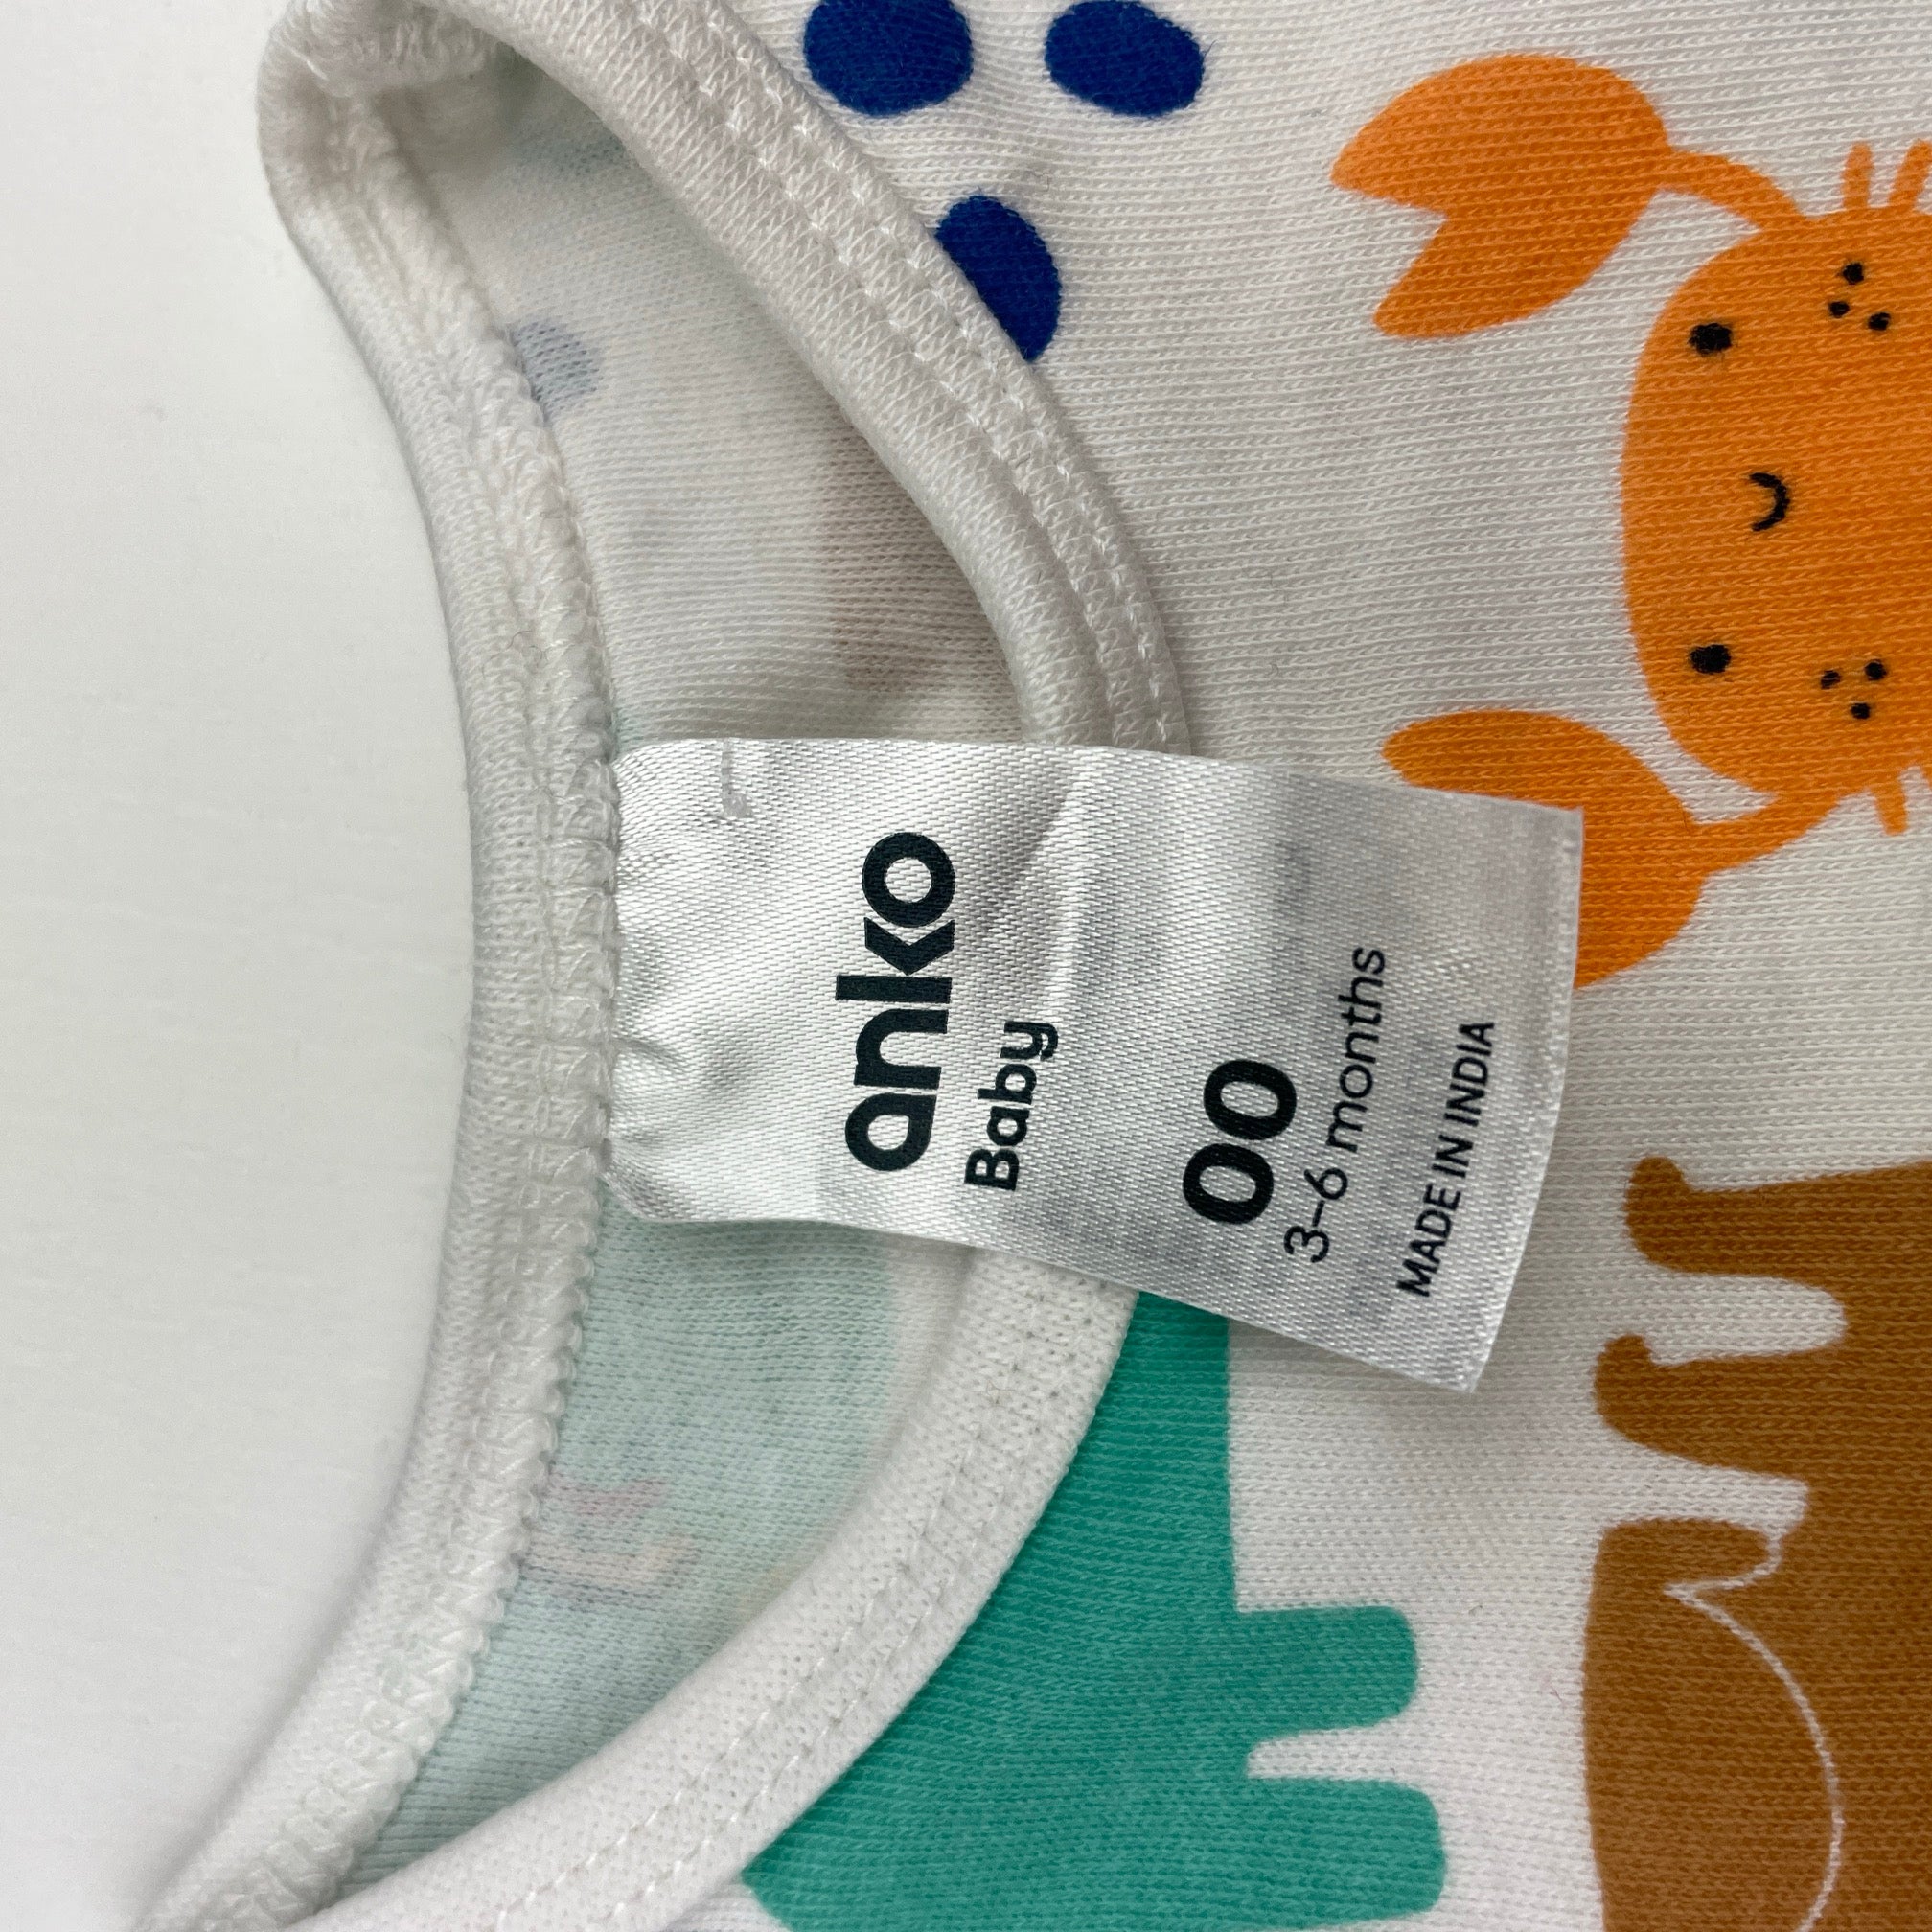 anko
Baby
00
3-6 months
MADE IN INDIA